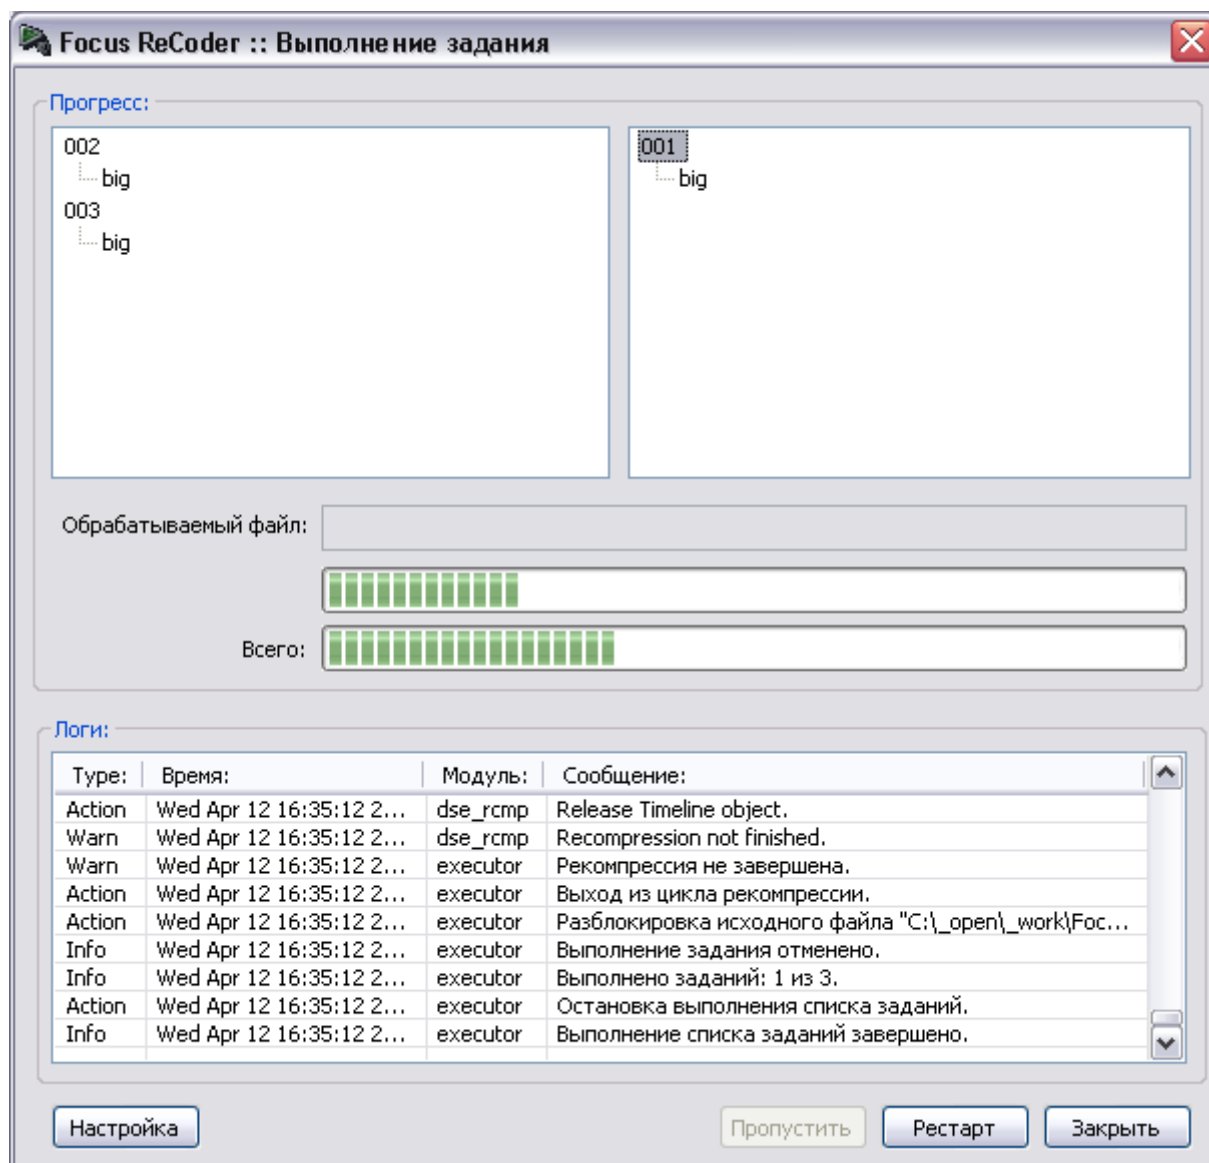 Focus ReCoder :: Выполнение задания
Прогресс:
002
big
003
big
001
big
Обрабатываемый файл:
Всего:
Логи:
Type: Время: Модуль: Сообщение:
Action Wed Apr 12 16:35:12 2... dse_rcmp Release Timeline object.
Warn Wed Apr 12 16:35:12 2... dse_rcmp Recompression not finished.
Warn Wed Apr 12 16:35:12 2... executor Рекомпрессия не завершена.
Action Wed Apr 12 16:35:12 2... executor Выход из цикла рекомпрессии.
Action Wed Apr 12 16:35:12 2... executor Разблокировка исходного файла "C:\_open\_work\Foc...
Info Wed Apr 12 16:35:12 2... executor Выполнение задания отменено.
Info Wed Apr 12 16:35:12 2... executor Выполнено заданий: 1 из 3.
Action Wed Apr 12 16:35:12 2... executor Остановка выполнения списка заданий.
Info Wed Apr 12 16:35:12 2... executor Выполнение списка заданий завершено.
Настройка Пропустить Рестарт Закрыть